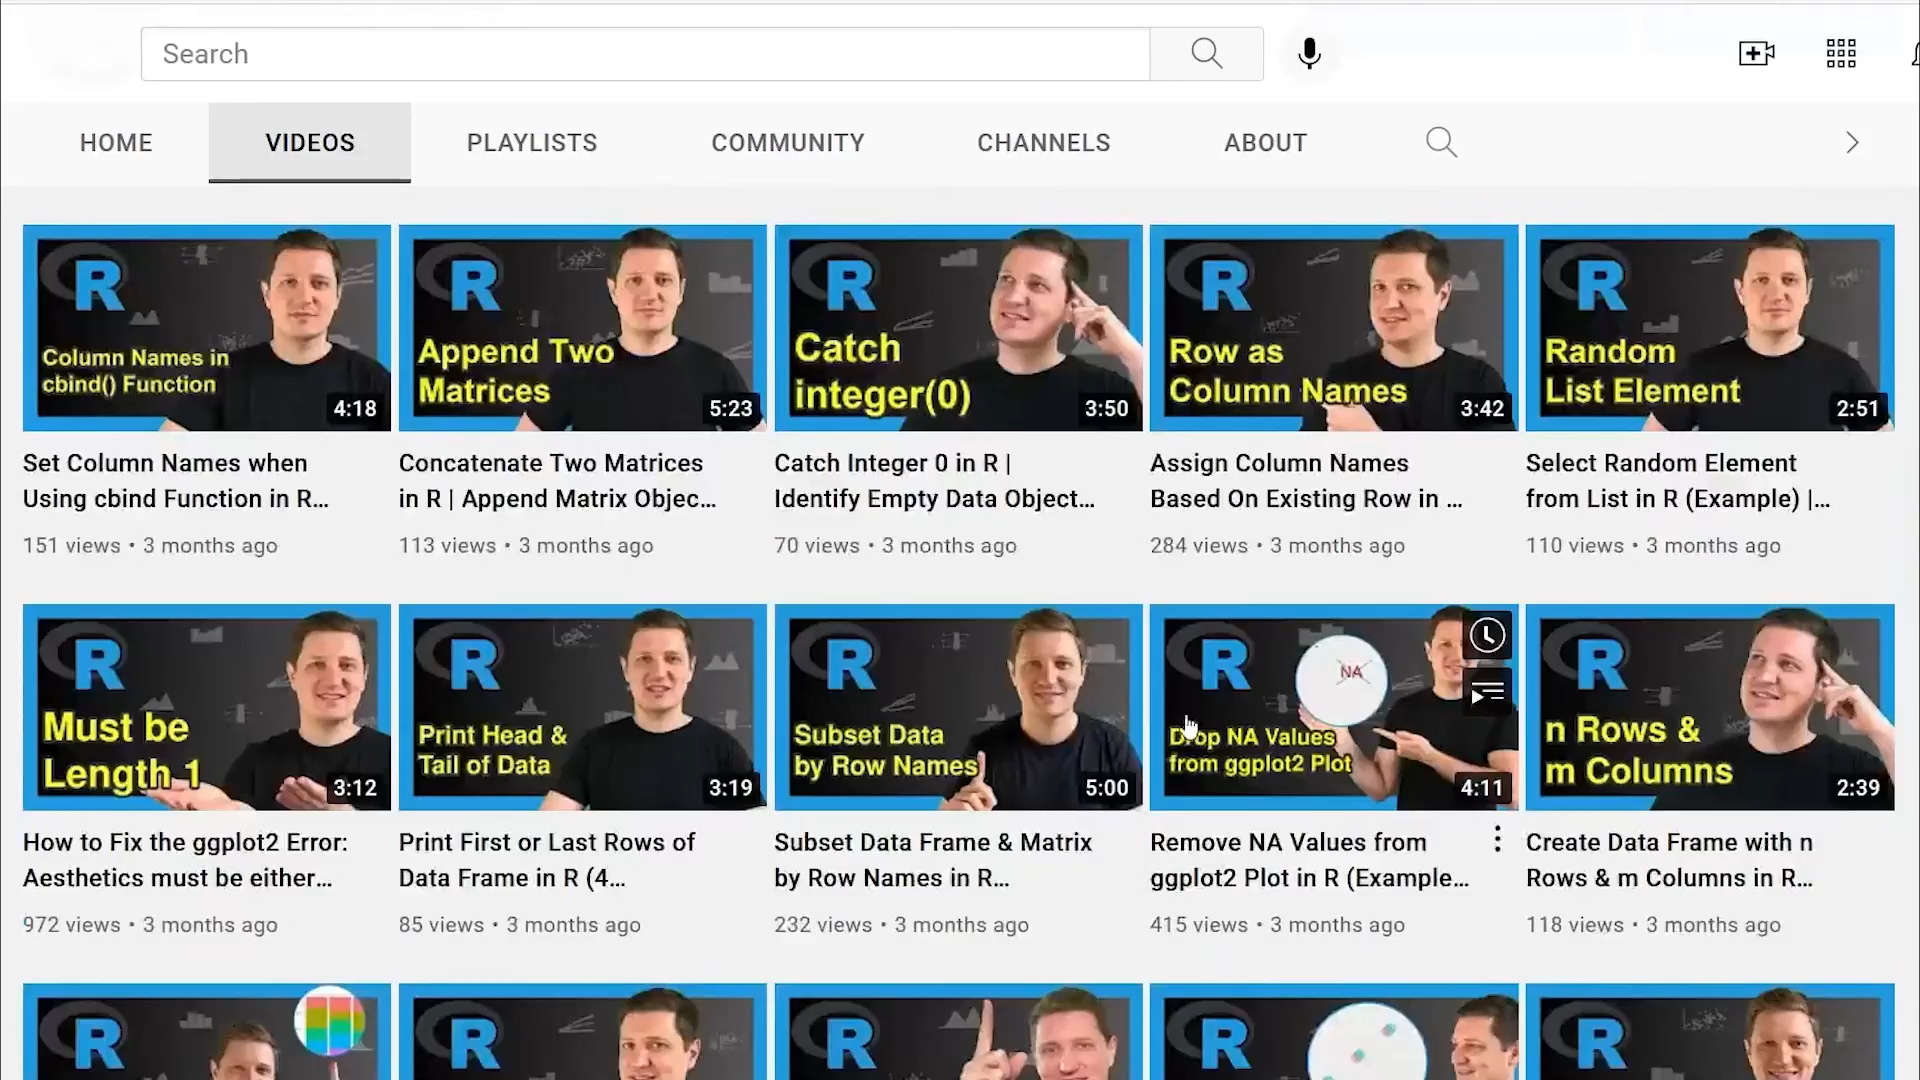 Search
HOME
VIDEOS
PLAYLISTS
COMMUNITY
CHANNELS
ABOUT
R
Column Names in
cbind() Function
4:18
R
Append Two
Matrices
5:23
R
Catch
integer(0)
3:50
R
Row as
Column Names
3:42
R
Random
List Element
2:51
Set Column Names when
Using cbind Function in R...
151 views • 3 months ago
Concatenate Two Matrices
in R | Append Matrix Objec...
113 views • 3 months ago
Catch Integer 0 in R |
Identify Empty Data Object...
70 views • 3 months ago
Assign Column Names
Based On Existing Row in ...
284 views • 3 months ago
Select Random Element
from List in R (Example) |...
110 views • 3 months ago
R
Must be
Length 1
3:12
R
Print Head &
Tail of Data
3:19
R
Subset Data
by Row Names
5:00
R
NA
Drop NA Values
from ggplot2 Plot
4:11
R
n Rows &
m Columns
2:39
How to Fix the ggplot2 Error:
Aesthetics must be either...
972 views • 3 months ago
Print First or Last Rows of
Data Frame in R (4...
85 views • 3 months ago
Subset Data Frame & Matrix
by Row Names in R...
232 views • 3 months ago
Remove NA Values from
ggplot2 Plot in R (Example...
415 views • 3 months ago
Create Data Frame with n
Rows & m Columns in R...
118 views • 3 months ago
R
R
R
R
R